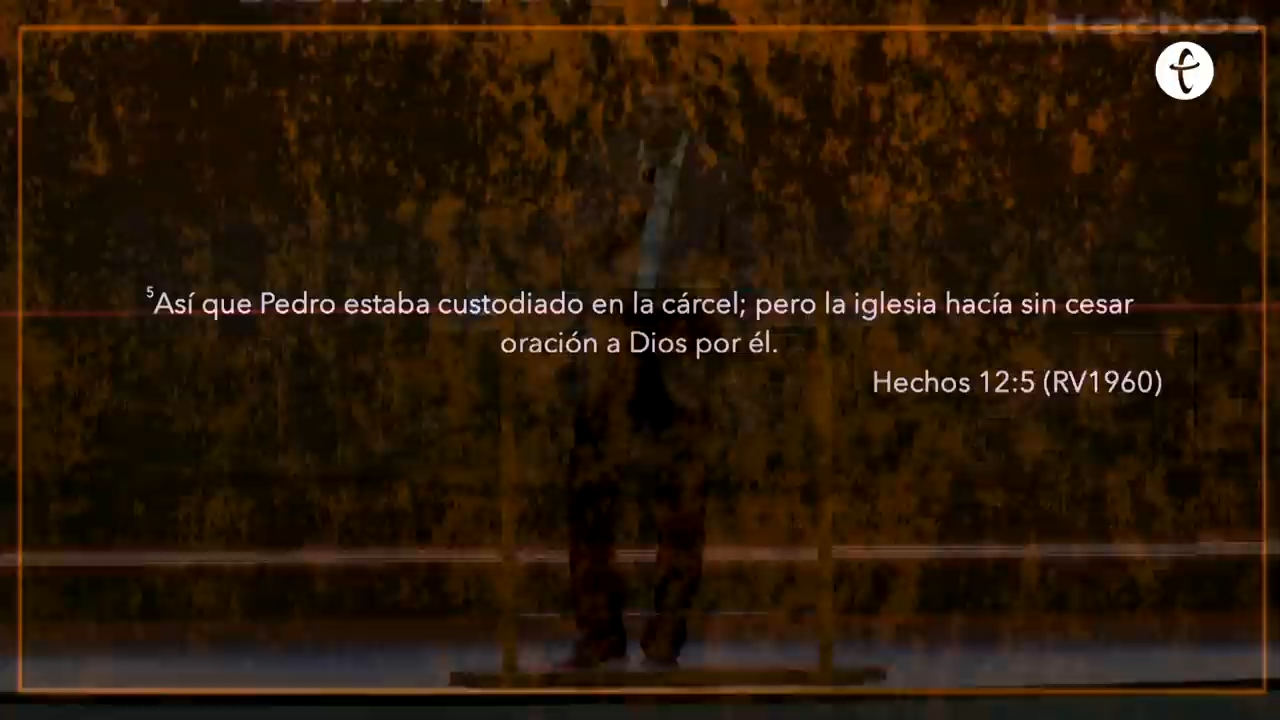 Hechos
⁵Así que Pedro estaba custodiado en la cárcel; pero la iglesia hacía sin cesar
oración a Dios por él.
Hechos 12:5 (RV1960)